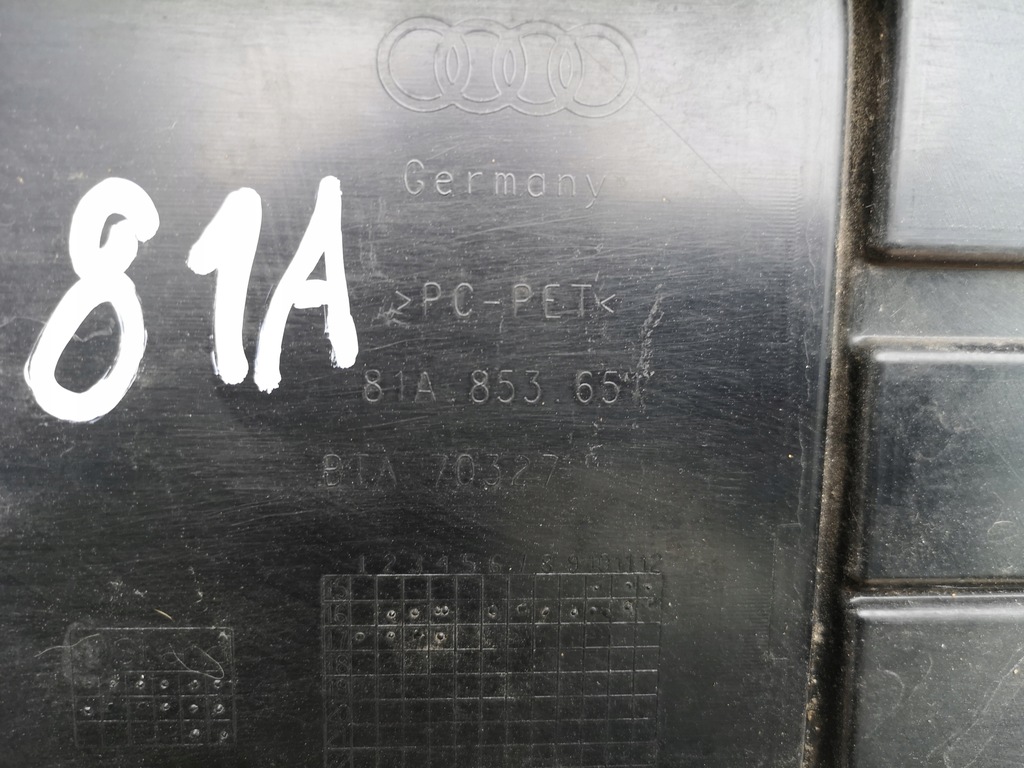 81A
Germany
>PC-PET<
81A.853.651
81A 70327
1 2 3 4 5 6 7 8 9 10 11 12